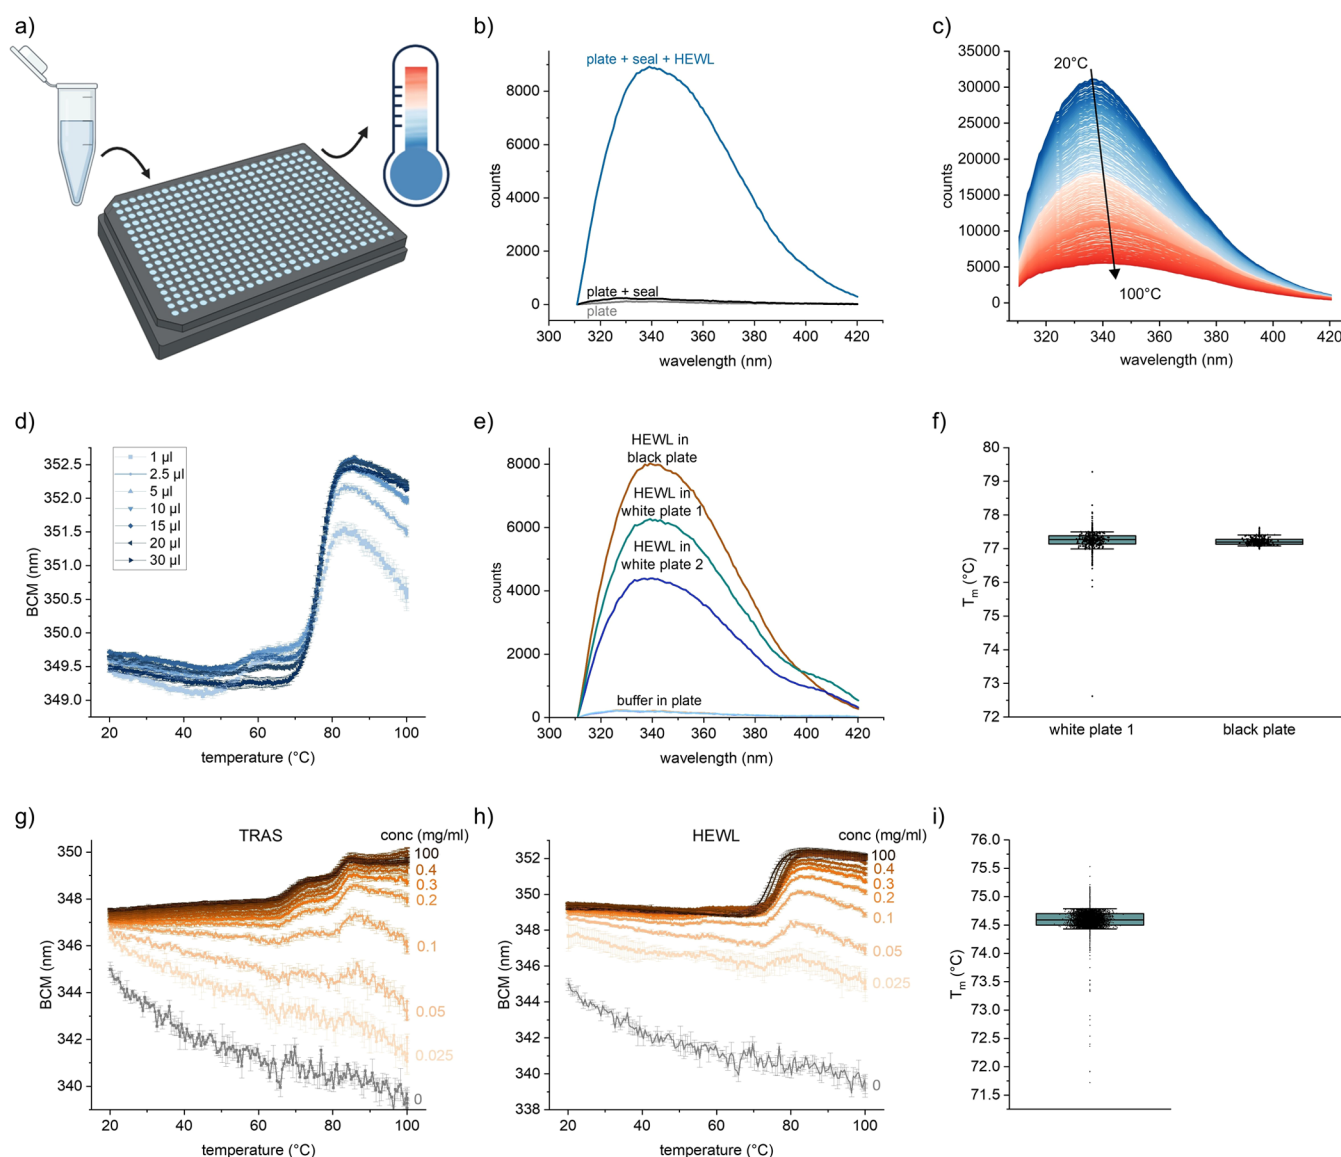 a)
b)
plate + seal + HEWL
8000
6000
4000
2000
0
counts
plate + seal
plate
300
320
340
360
380
400
420
wavelength (nm)
c)
35000
30000
25000
20000
15000
10000
5000
0
counts
20°C
100°C
320
340
360
380
400
420
wavelength (nm)
d)
352.5
352.0
351.5
351.0
350.5
350.0
349.5
349.0
BCM (nm)
1 µl
2.5 µl
5 µl
10 µl
15 µl
20 µl
30 µl
20
40
60
80
100
temperature (°C)
e)
8000
6000
4000
2000
0
counts
HEWL in
black plate
HEWL in
white plate 1
HEWL in
white plate 2
buffer in plate
300
320
340
360
380
400
420
wavelength (nm)
f)
80
79
78
77
76
75
74
73
72
Tm (°C)
white plate 1
black plate
g)
TRAS
conc (mg/ml)
350
348
346
344
342
340
BCM (nm)
100
0.4
0.3
0.2
0.1
0.05
0.025
0
20
40
60
80
100
temperature (°C)
h)
HEWL
conc (mg/ml)
352
350
348
346
344
342
340
338
BCM (nm)
100
0.4
0.3
0.2
0.1
0.05
0.025
0
20
40
60
80
100
temperature (°C)
i)
76.0
75.5
75.0
74.5
74.0
73.5
73.0
72.5
72.0
71.5
Tm (°C)